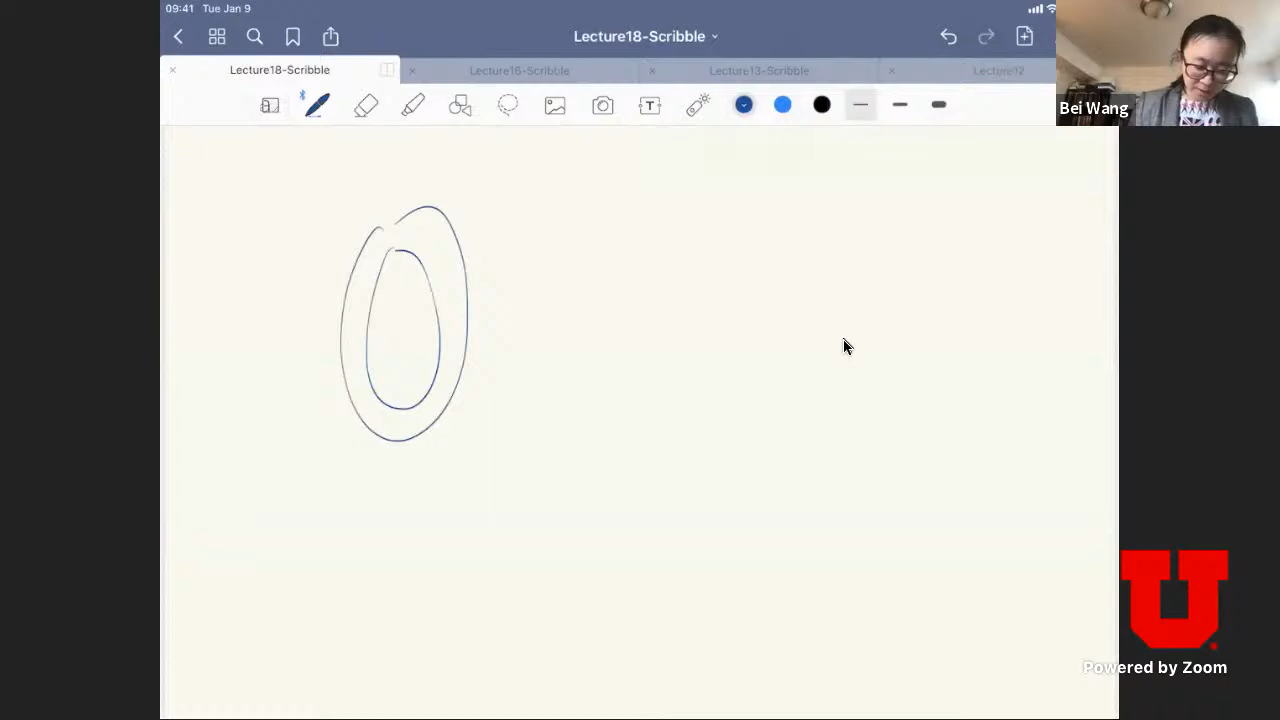 09:41 Tue Jan 9
Lecture18-Scribble
Lecture18-Scribble
Lecture16-Scribble
Lecture13-Scribble
Lecture12
T
Bei Wang
U
Powered by Zoom